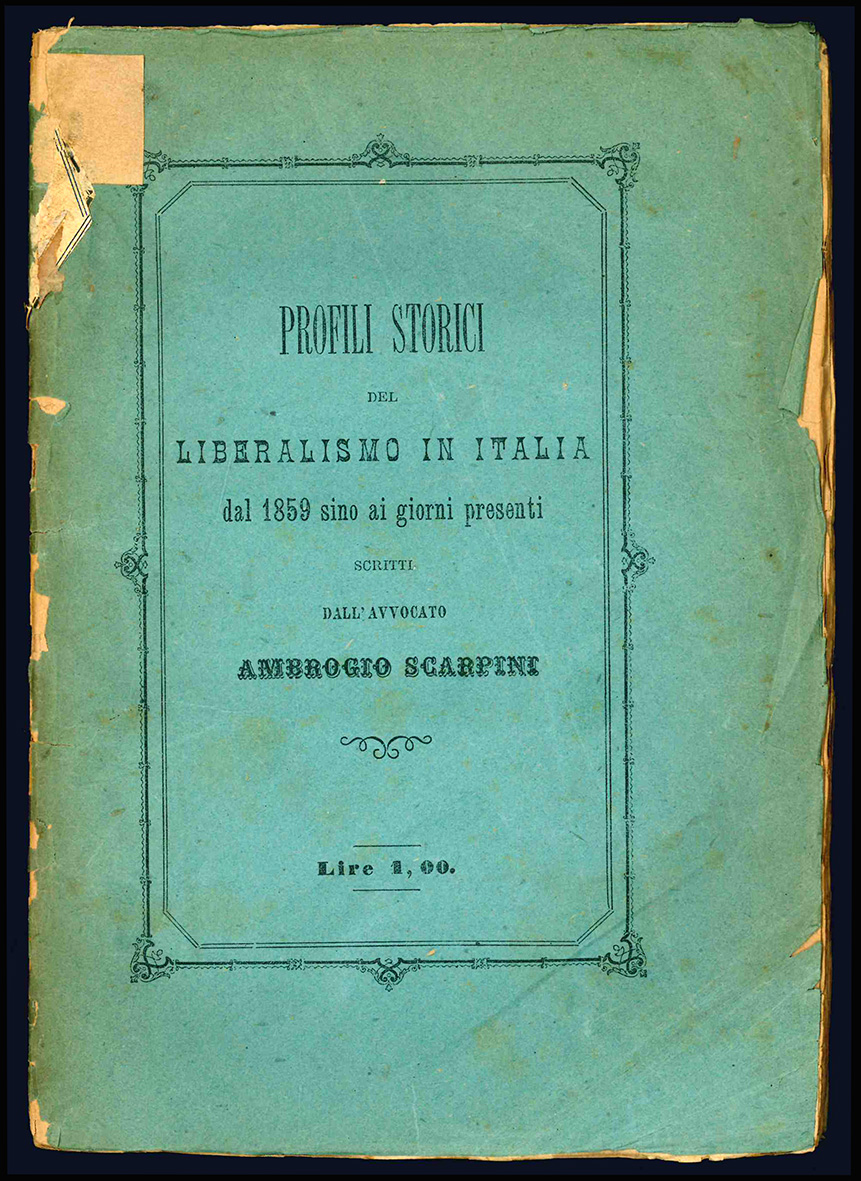 PROFILI STORICI
DEL
LIBERALISMO IN ITALIA
dal 1859 sino ai giorni presenti
SCRITTI
DALL'AVVOCATO
AMBROGIO SCARPINI
Lire 1, 00.